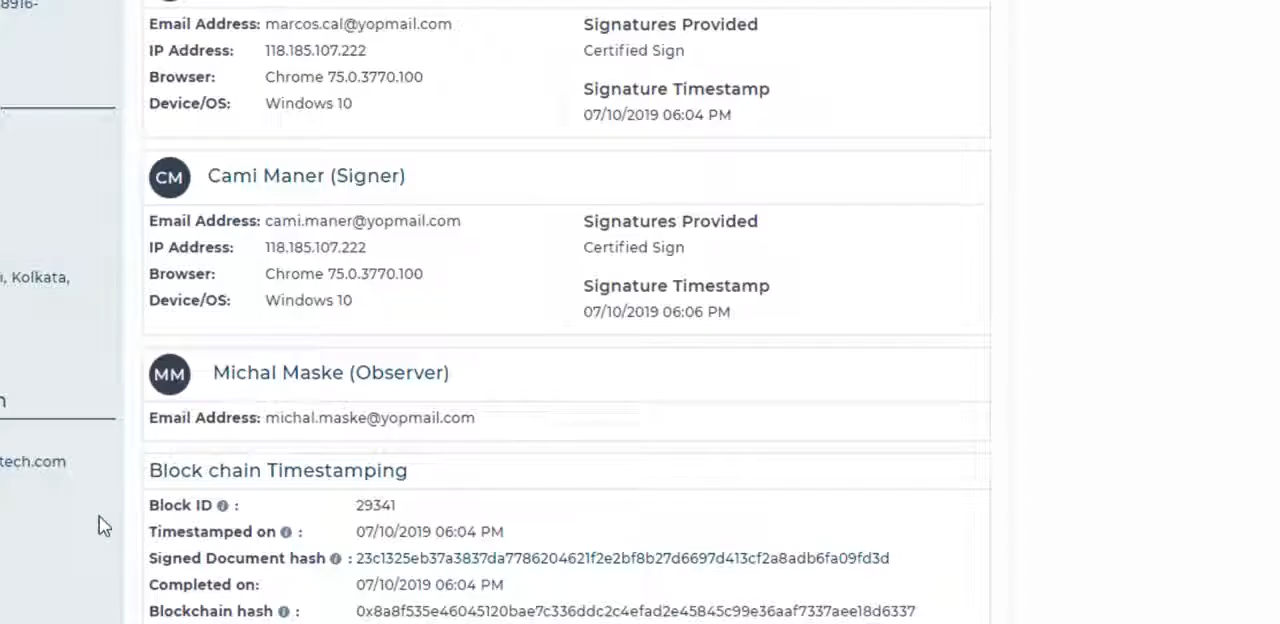 8916-
Email Address: marcos.cal@yopmail.com
Signatures Provided
IP Address: 118.185.107.222
Certified Sign
Browser: Chrome 75.0.3770.100
Signature Timestamp
Device/OS: Windows 10
07/10/2019 06:04 PM
CM Cami Maner (Signer)
Email Address: cami.maner@yopmail.com
Signatures Provided
IP Address: 118.185.107.222
Certified Sign
Browser: Chrome 75.0.3770.100
, Kolkata,
Signature Timestamp
Device/OS: Windows 10
07/10/2019 06:06 PM
MM Michal Maske (Observer)
Email Address: michal.maske@yopmail.com
tech.com
Block chain Timestamping
Block ID : 29341
Timestamped on : 07/10/2019 06:04 PM
Signed Document hash : 23c1325eb37a3837da7786204621f2e2bf8b27d6697d413cf2a8adb6fa09fd3d
Completed on: 07/10/2019 06:04 PM
Blockchain hash : 0x8a8f535e46045120bae7c336ddc2c4efad2e45845c99e36aaf7337aee18d6337